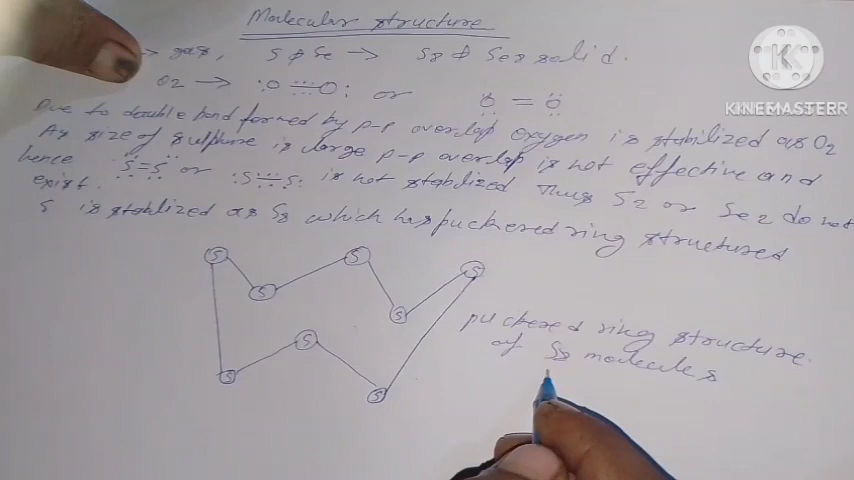 Molecular structure
→ gas, S & Se → S8 & Se8 solid.
O2 → :O ⩸ O: or Ö = Ö
Due to double bond formed by p-p overlap oxygen is stabilized as O2
As size of sulphure is large p-p overlap is not effective and
hence S=S or :S S: is not stabilized Thus S2 or Se2 do not
exist.
S is stabilized as S8 which has puckered ring structured
S S S S
S S S S
puckered ring structure.
of S8 molecules
K
KINEMASTER